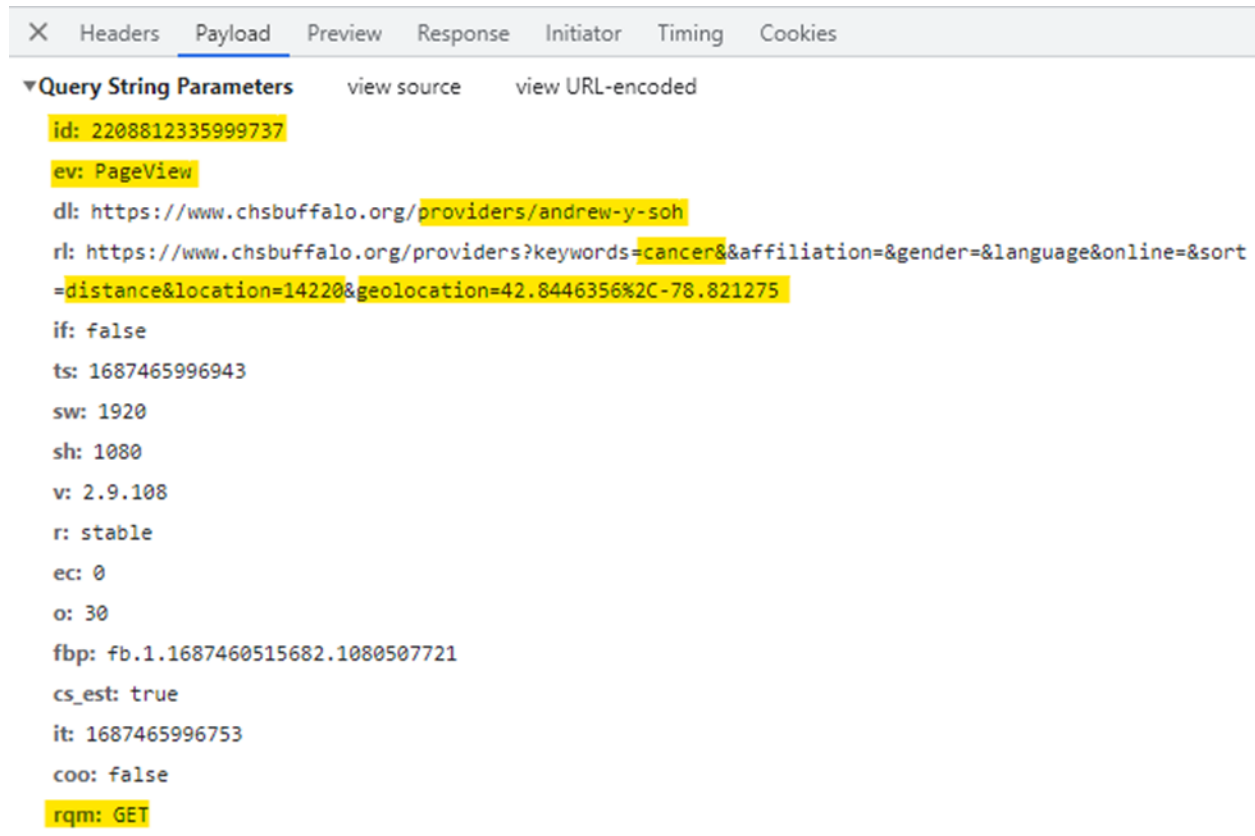 × Headers Payload Preview Response Initiator Timing Cookies
▼Query String Parameters view source view URL-encoded
id: 2208812335999737
ev: PageView
dl: https://www.chsbuffalo.org/providers/andrew-y-soh
rl: https://www.chsbuffalo.org/providers?keywords=cancer&&affiliation=&gender=&language&online=&sort
=distance&location=14220&geolocation=42.8446356%2C-78.821275
if: false
ts: 1687465996943
sw: 1920
sh: 1080
v: 2.9.108
r: stable
ec: 0
o: 30
fbp: fb.1.1687460515682.1080507721
cs_est: true
it: 1687465996753
coo: false
rqm: GET